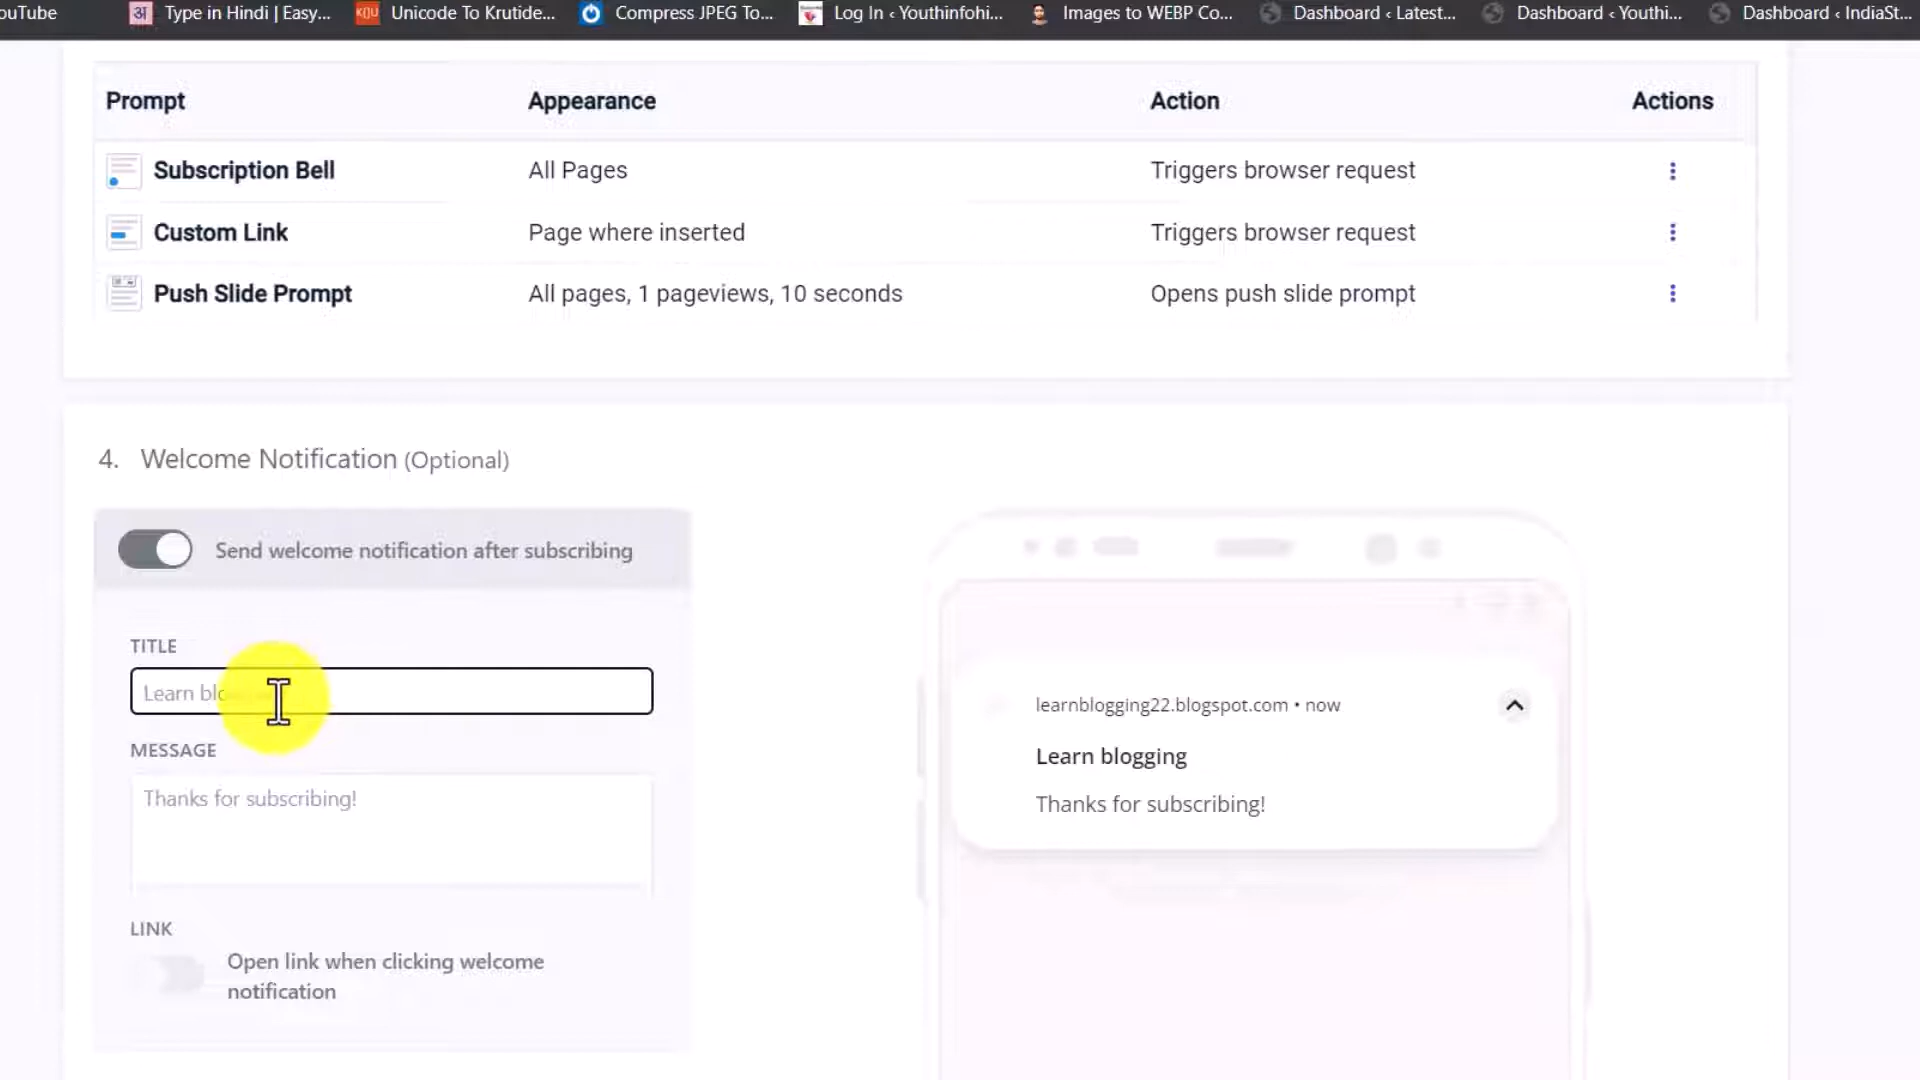 ouTube
Type in Hindi | Easy...
Unicode To Krutide...
Compress JPEG To...
Log In ‹ Youthinfohi...
Images to WEBP Co...
Dashboard ‹ Latest...
Dashboard ‹ Youthi...
Dashboard ‹ IndiaSt...
Prompt Appearance Action Actions
Subscription Bell All Pages Triggers browser request
Custom Link Page where inserted Triggers browser request
Push Slide Prompt All pages, 1 pageviews, 10 seconds Opens push slide prompt
4. Welcome Notification (Optional)
Send welcome notification after subscribing
TITLE
Learn blo
MESSAGE
Thanks for subscribing!
LINK
Open link when clicking welcome
notification
learnblogging22.blogspot.com • now
Learn blogging
Thanks for subscribing!